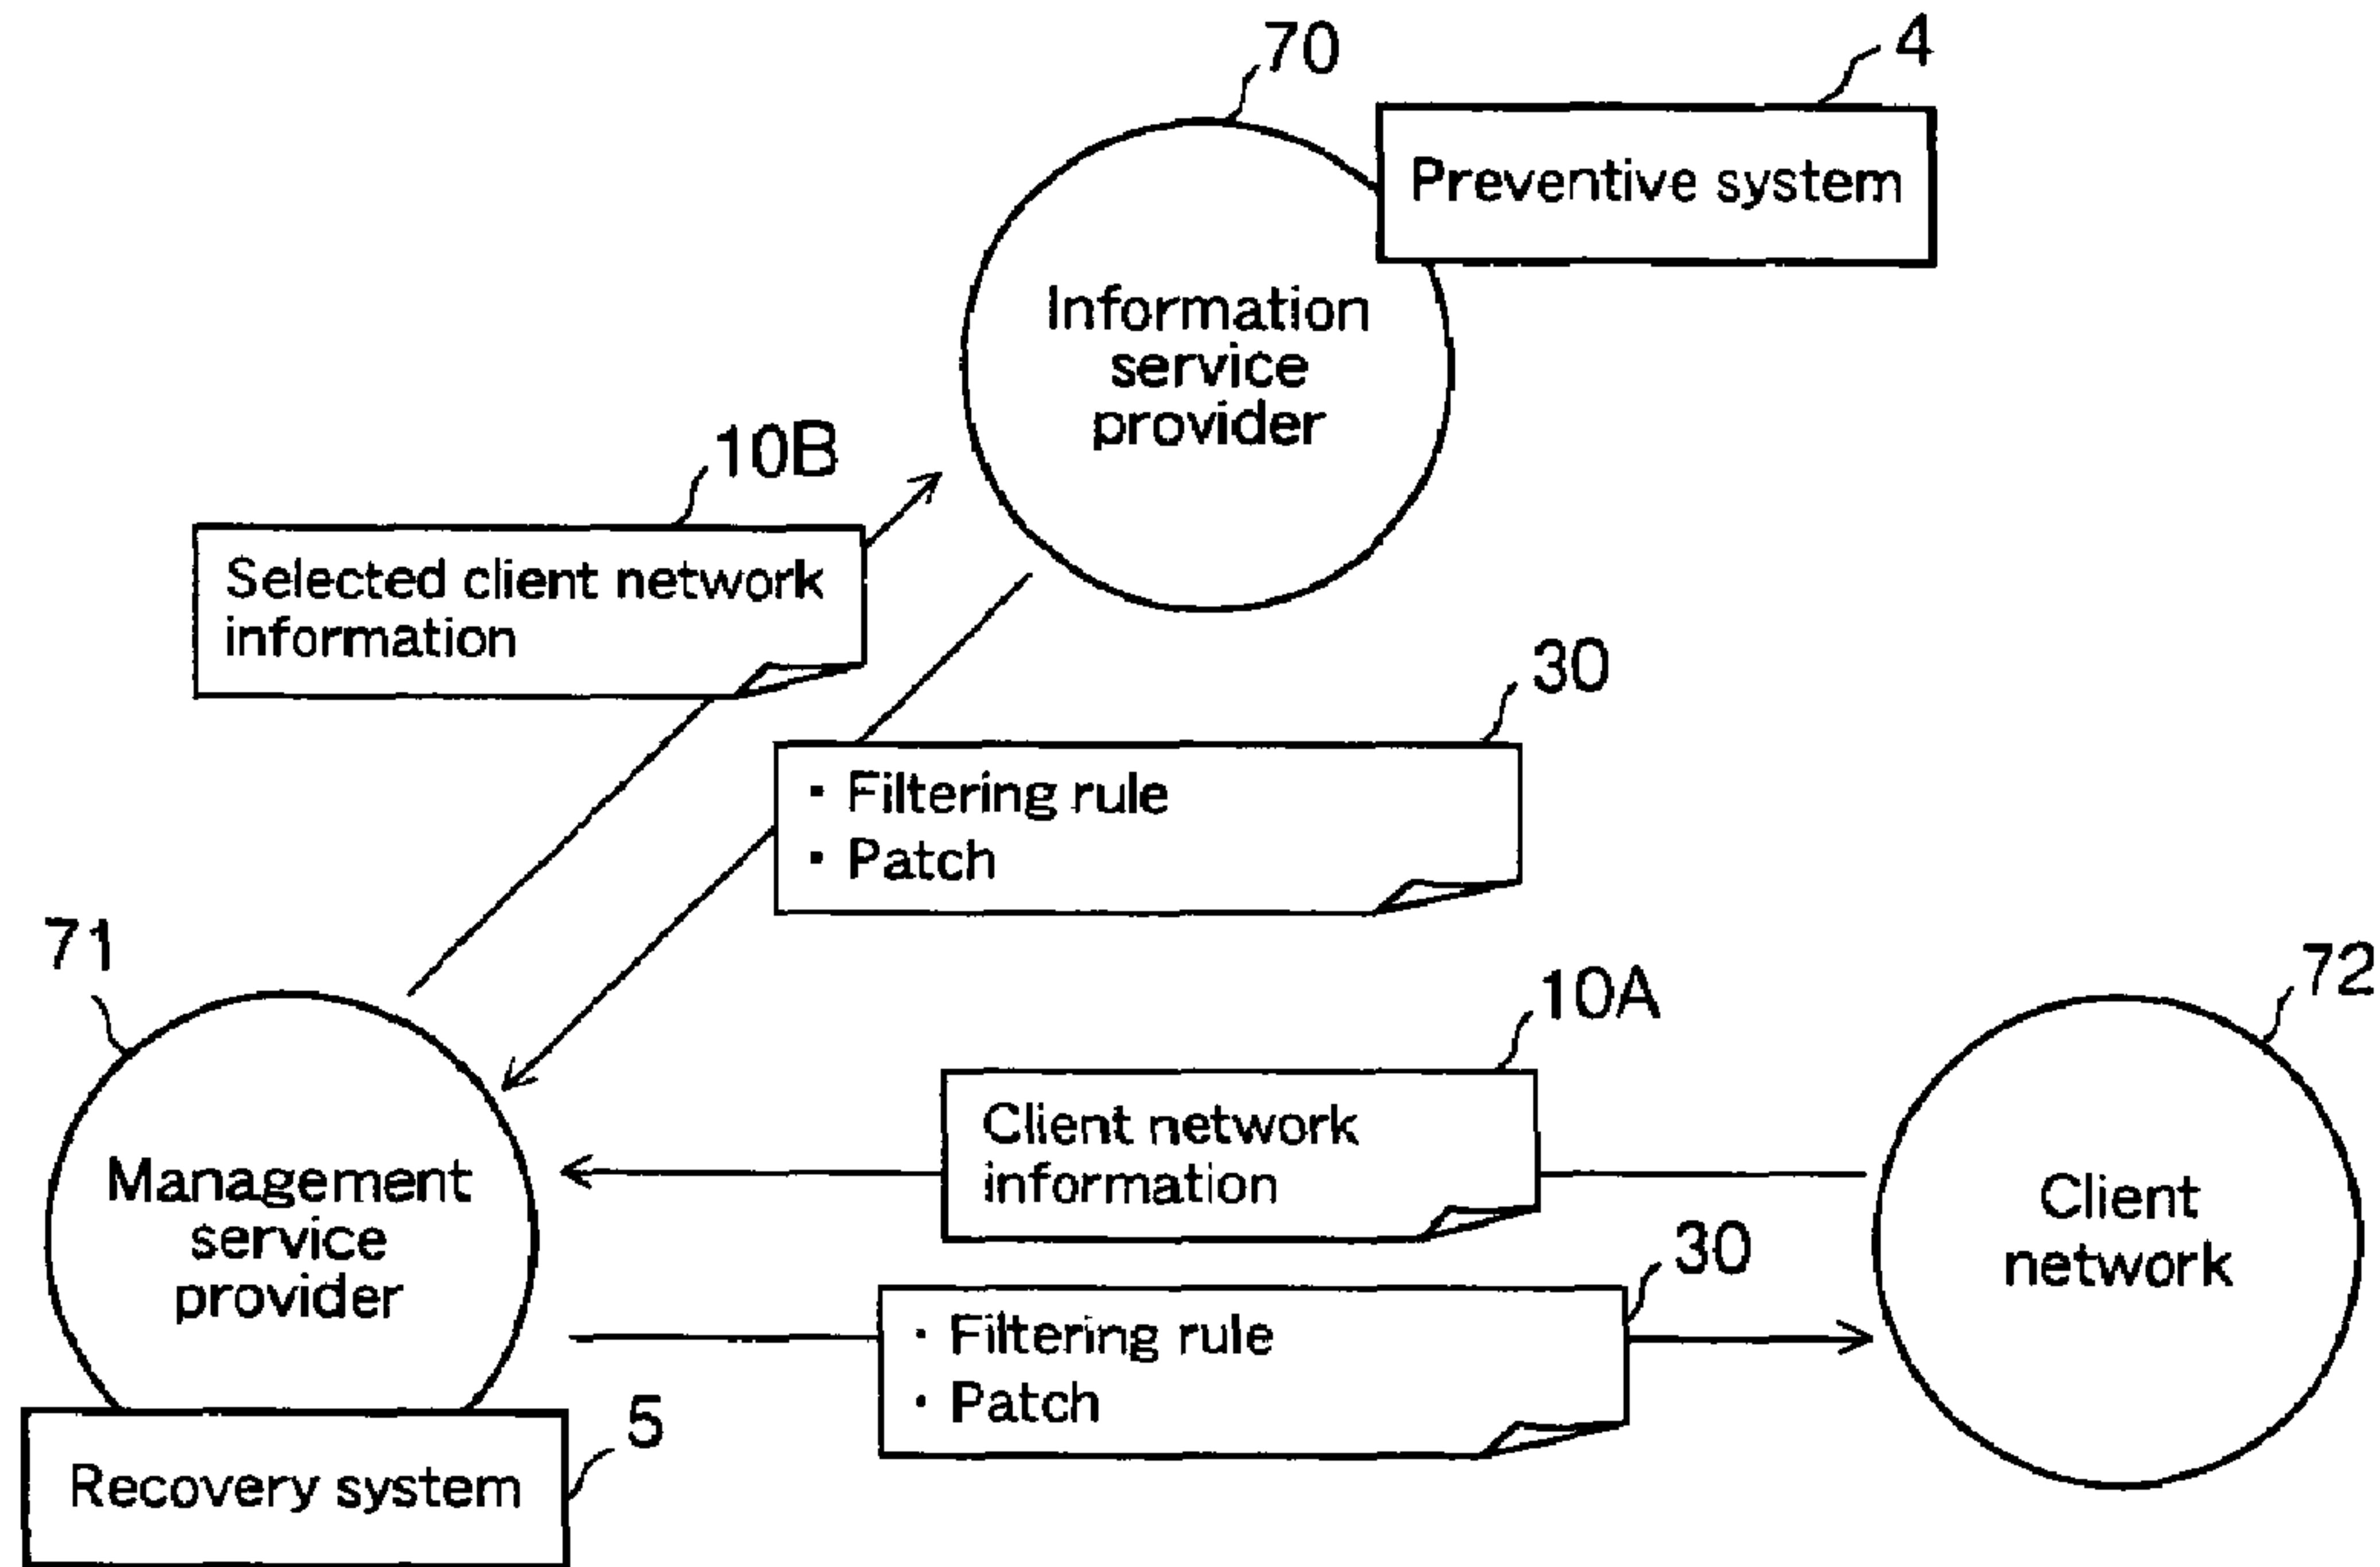 70
4
Preventive system
Information
service
provider
10B
Selected client network
information
30
▪ Filtering rule
▪ Patch
71
10A
72
Client network
information
Management
service
provider
Client
network
30
· Filtering rule
· Patch
5
Recovery system